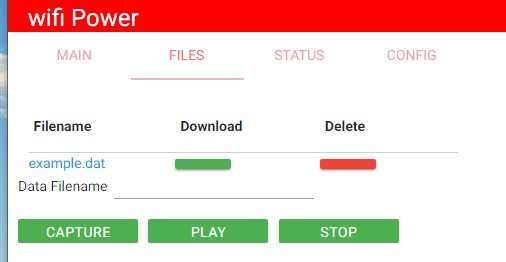 wifi Power
MAIN FILES STATUS CONFIG
Filename Download Delete
example.dat
Data Filename
CAPTURE PLAY STOP